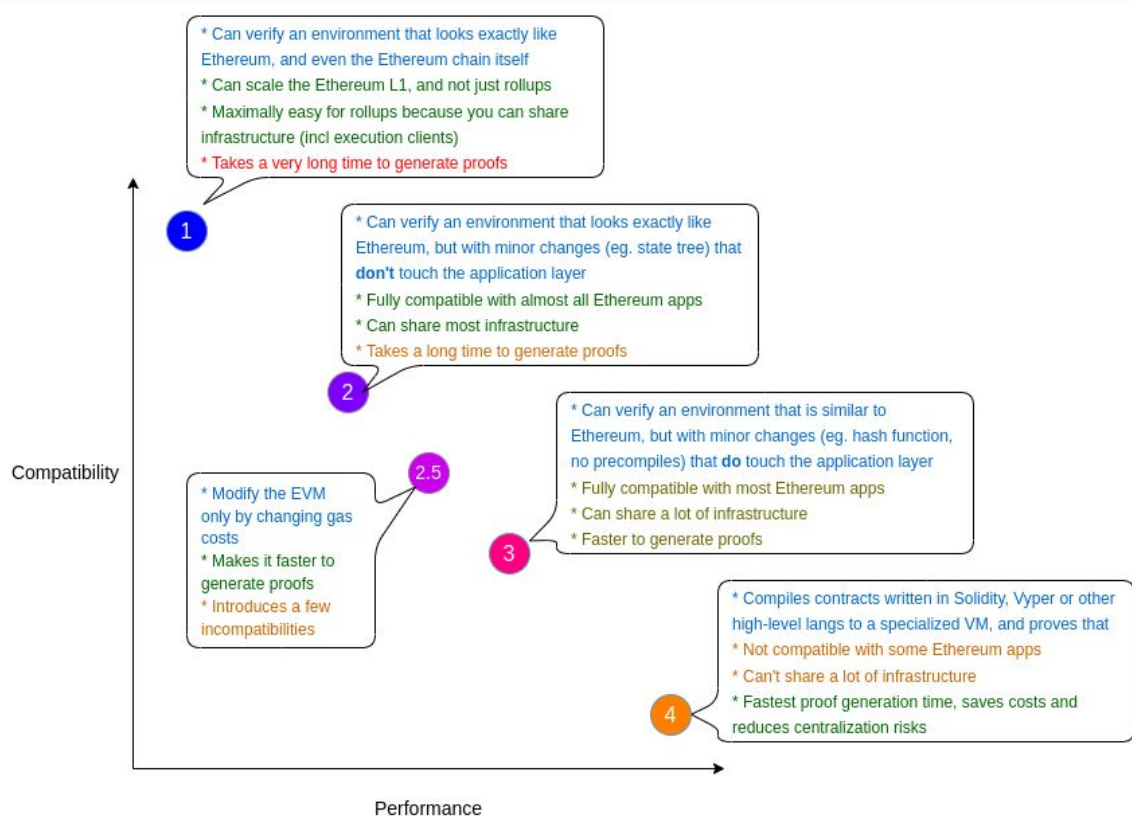 * Can verify an environment that looks exactly like
Ethereum, and even the Ethereum chain itself
* Can scale the Ethereum L1, and not just rollups
* Maximally easy for rollups because you can share
infrastructure (incl execution clients)
* Takes a very long time to generate proofs
1
* Can verify an environment that looks exactly like
Ethereum, but with minor changes (eg. state tree) that
don't touch the application layer
* Fully compatible with almost all Ethereum apps
* Can share most infrastructure
* Takes a long time to generate proofs
2
* Can verify an environment that is similar to
Ethereum, but with minor changes (eg. hash function,
no precompiles) that do touch the application layer
* Fully compatible with most Ethereum apps
* Can share a lot of infrastructure
* Faster to generate proofs
Compatibility
2.5
* Modify the EVM
only by changing gas
costs
* Makes it faster to
generate proofs
* Introduces a few
incompatibilities
3
* Compiles contracts written in Solidity, Vyper or other
high-level langs to a specialized VM, and proves that
* Not compatible with some Ethereum apps
* Can't share a lot of infrastructure
* Fastest proof generation time, saves costs and
reduces centralization risks
4
Performance